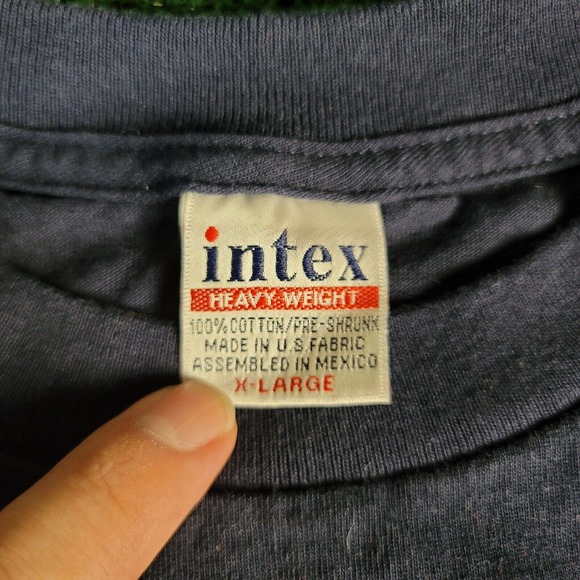 intex
HEAVY WEIGHT
100% COTTON/PRE-SHRUNK
MADE IN U.S. FABRIC
ASSEMBLED IN MEXICO
X-LARGE